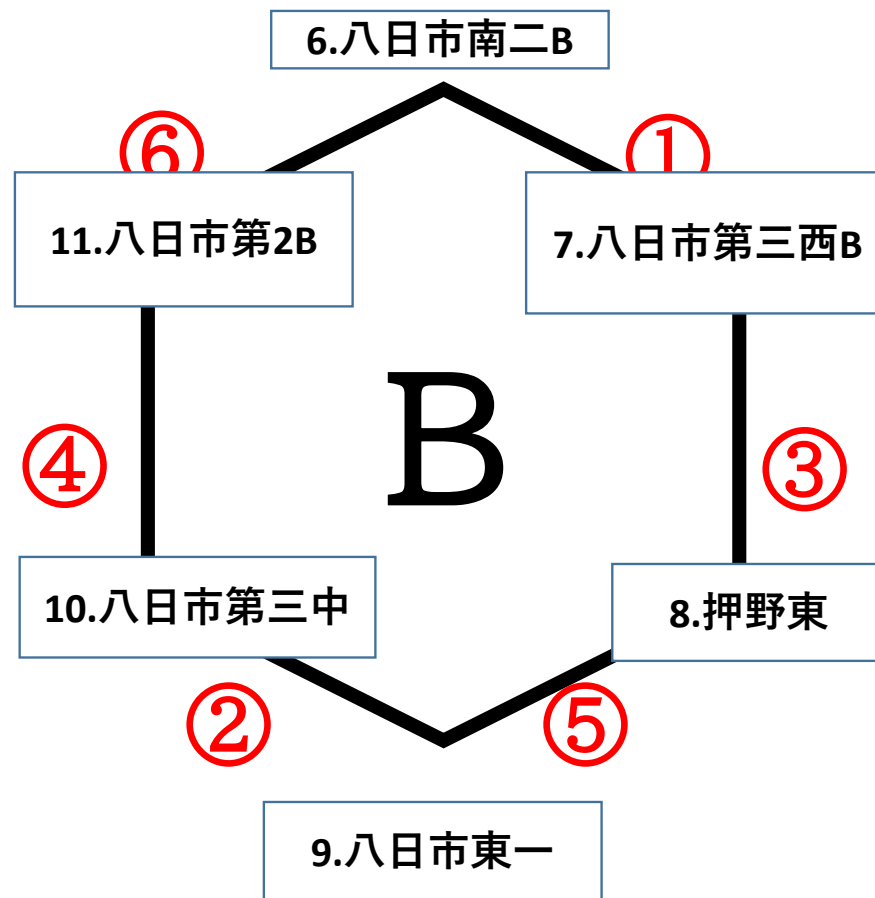 6.八日市南二B
⑥
①
11.八日市第2B
7.八日市第三西B
B
④
③
10.八日市第三中
8.押野東
②
⑤
9.八日市東一